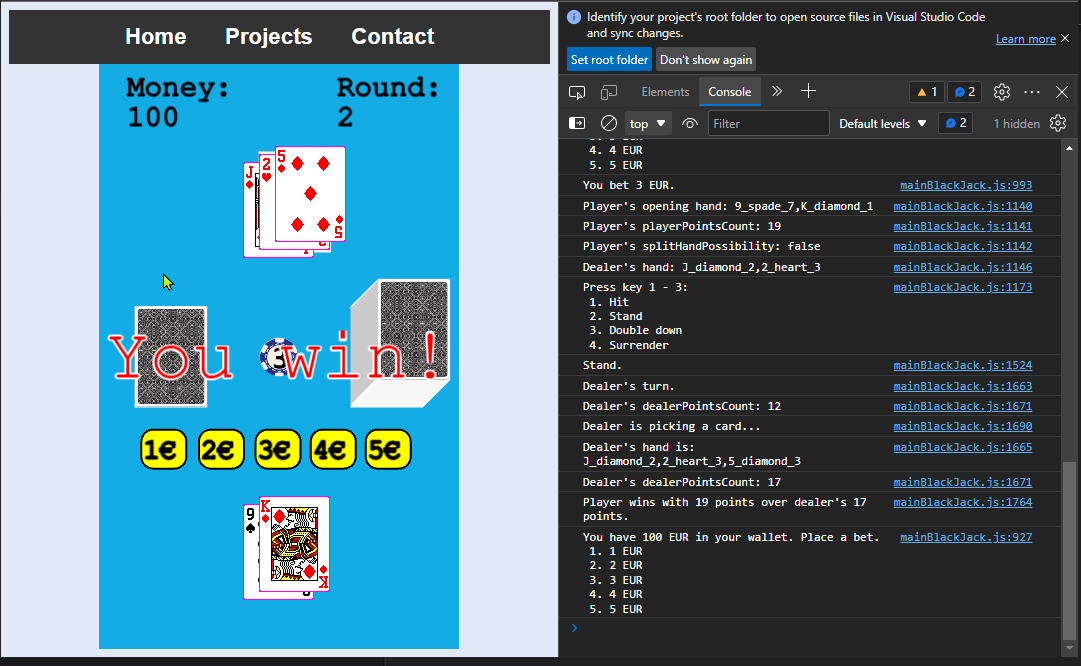 Home Projects Contact
Money: Round:
100 2
J
2
5
5
You win!
3
1€ 2€ 3€ 4€ 5€
9
K
K
Identify your project's root folder to open source files in Visual Studio Code
and sync changes.
Learn more
Set root folder Don't show again
Elements Console 1 2
top Filter Default levels 2 1 hidden
4. 4 EUR
5. 5 EUR
You bet 3 EUR. mainBlackJack.js:993
Player's opening hand: 9_spade_7,K_diamond_1 mainBlackJack.js:1140
Player's playerPointsCount: 19 mainBlackJack.js:1141
Player's splitHandPossibility: false mainBlackJack.js:1142
Dealer's hand: J_diamond_2,2_heart_3 mainBlackJack.js:1146
Press key 1 - 3: mainBlackJack.js:1173
1. Hit
2. Stand
3. Double down
4. Surrender
Stand. mainBlackJack.js:1524
Dealer's turn. mainBlackJack.js:1663
Dealer's dealerPointsCount: 12 mainBlackJack.js:1671
Dealer is picking a card... mainBlackJack.js:1690
Dealer's hand is: mainBlackJack.js:1665
J_diamond_2,2_heart_3,5_diamond_3
Dealer's dealerPointsCount: 17 mainBlackJack.js:1671
Player wins with 19 points over dealer's 17 mainBlackJack.js:1764
points.
You have 100 EUR in your wallet. Place a bet. mainBlackJack.js:927
1. 1 EUR
2. 2 EUR
3. 3 EUR
4. 4 EUR
5. 5 EUR